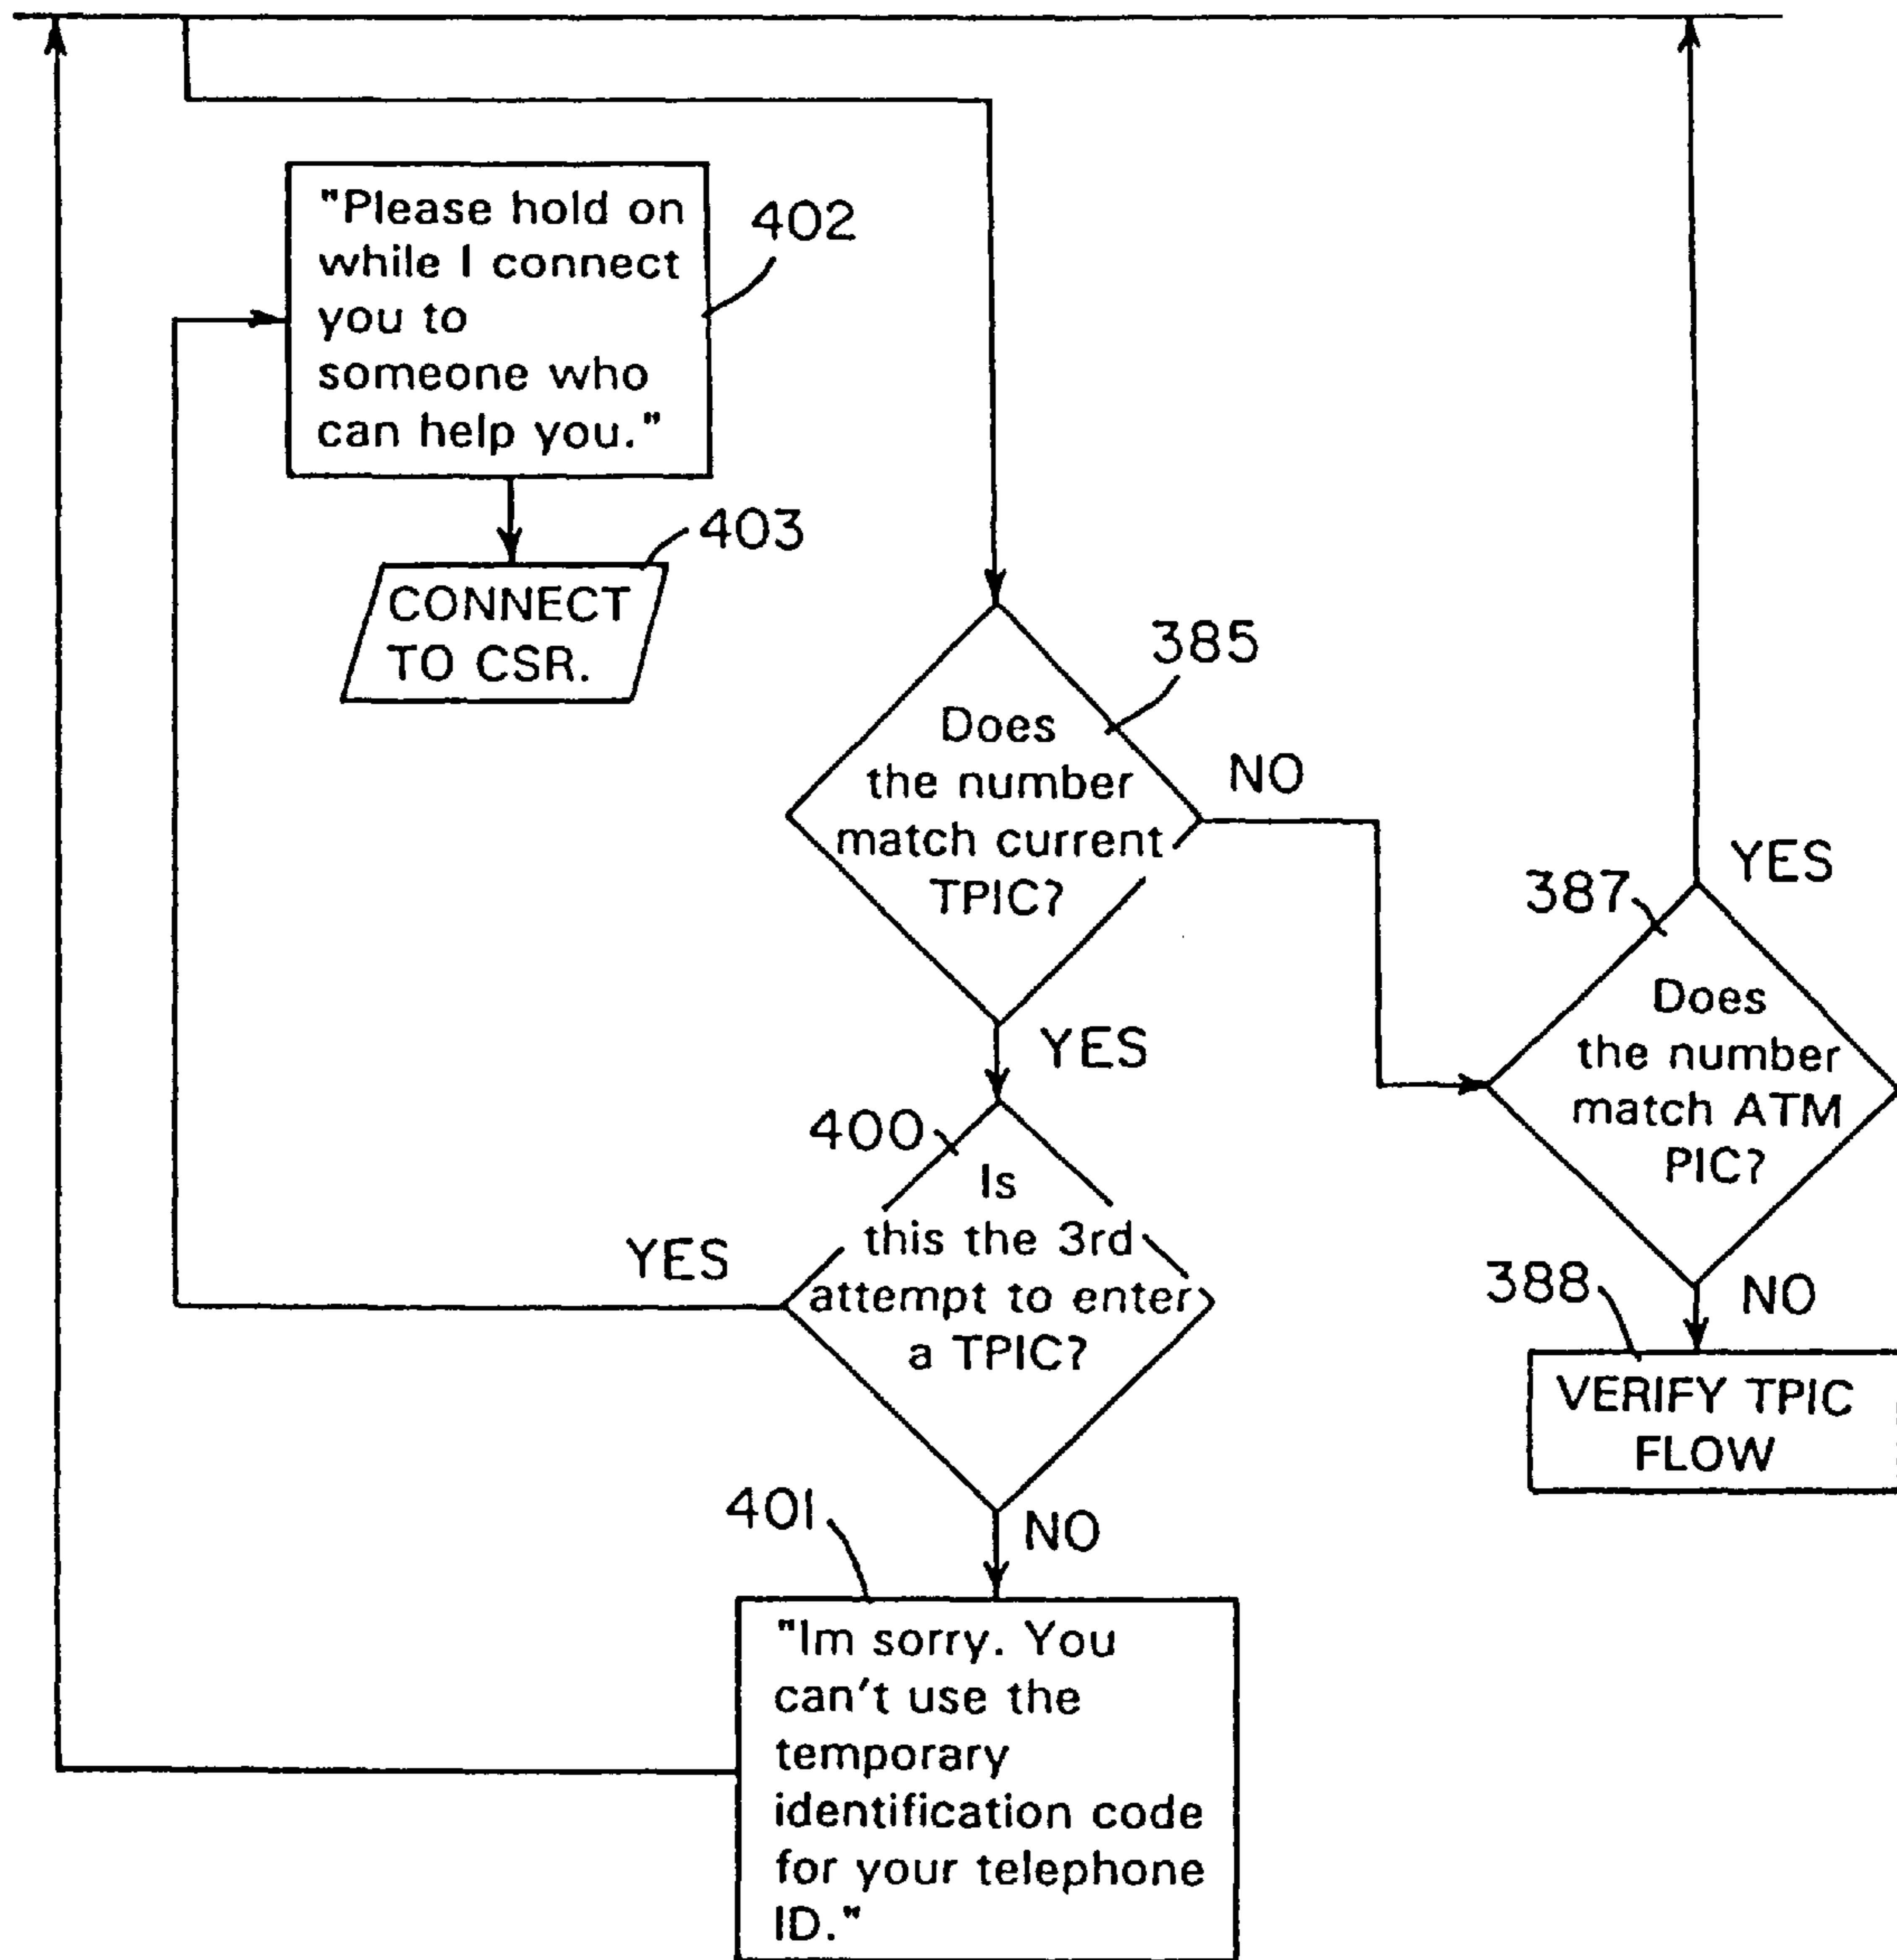 "Please hold on
while I connect
you to
someone who
can help you."
402
403
CONNECT
TO CSR.
385
Does
the number
match current
TPIC?
NO
YES
387
YES
Does
the number
match ATM
PIC?
NO
388
VERIFY TPIC
FLOW
400
Is
this the 3rd
attempt to enter
a TPIC?
YES
NO
401
"Im sorry. You
can't use the
temporary
identification code
for your telephone
ID."